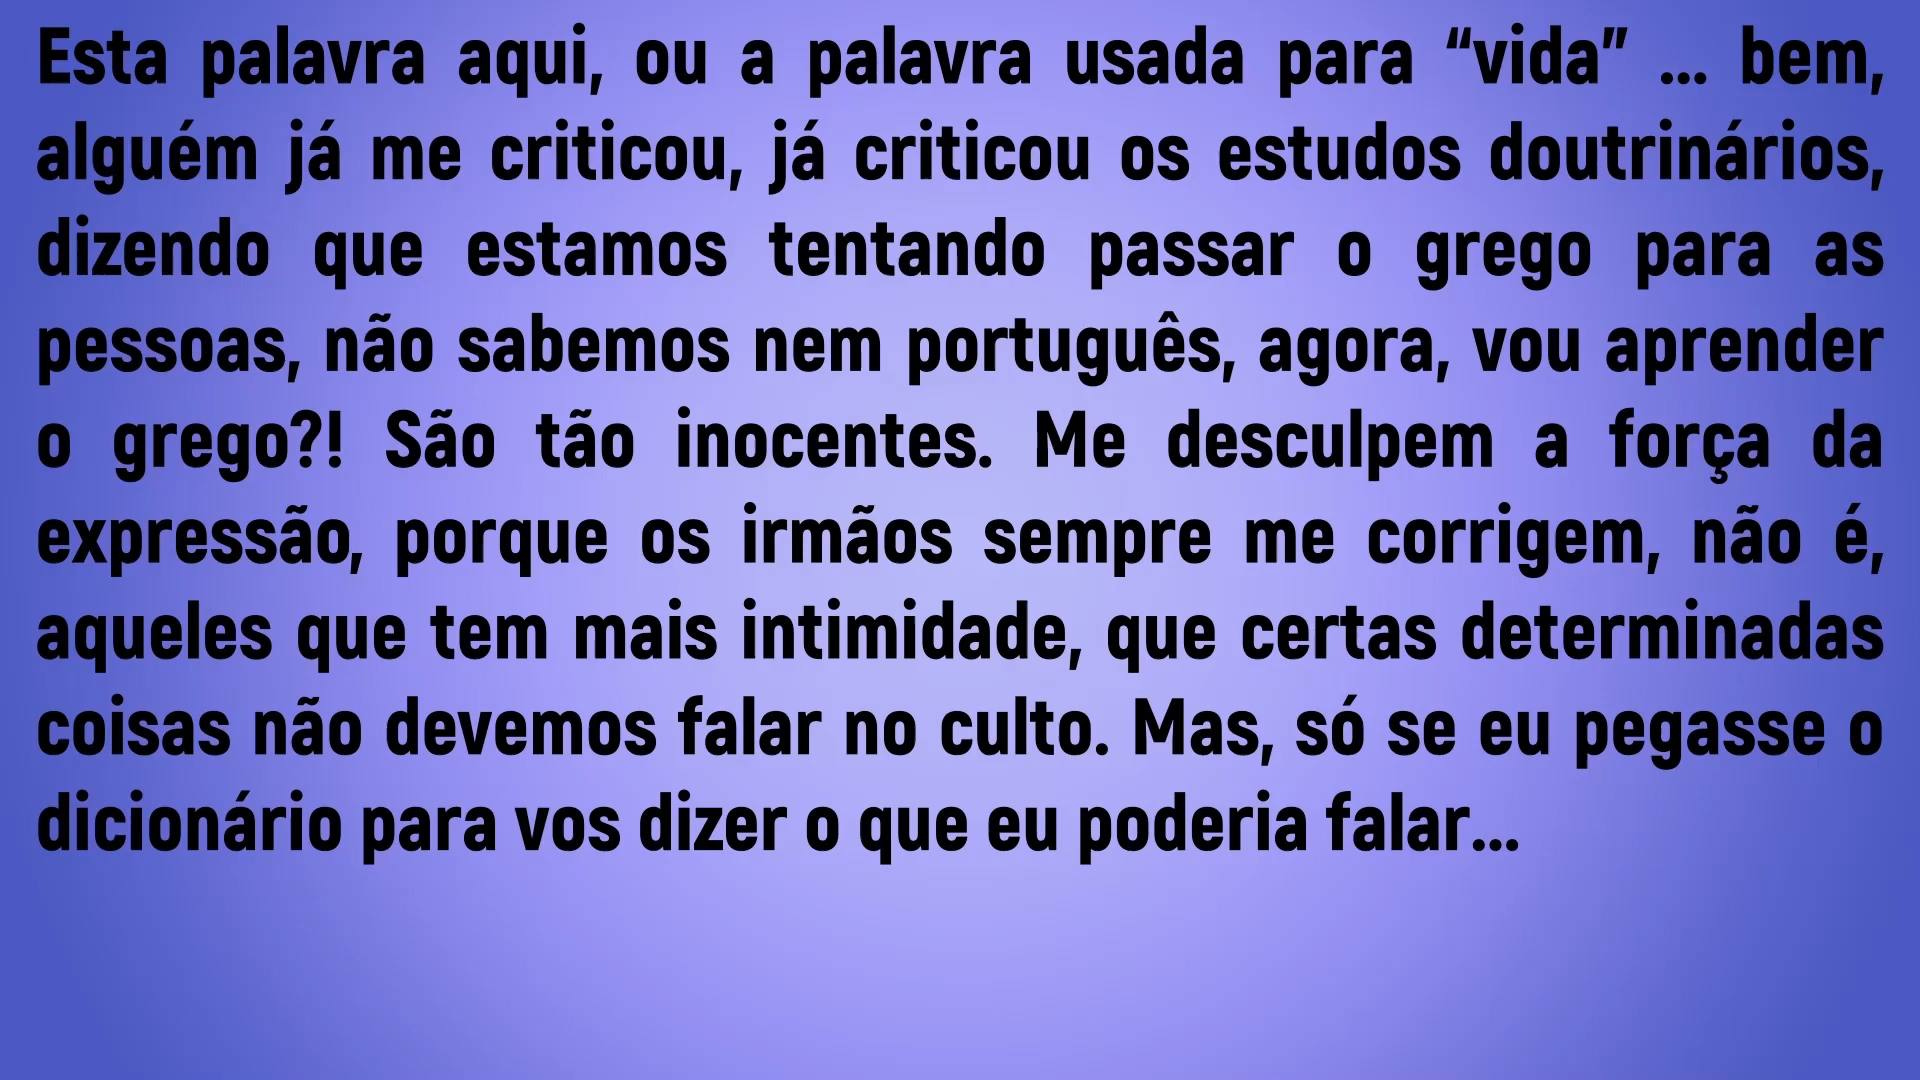 Esta palavra aqui, ou a palavra usada para “vida” ... bem,
alguém já me criticou, já criticou os estudos doutrinários,
dizendo que estamos tentando passar o grego para as
pessoas, não sabemos nem português, agora, vou aprender
o grego?! São tão inocentes. Me desculpem a força da
expressão, porque os irmãos sempre me corrigem, não é,
aqueles que tem mais intimidade, que certas determinadas
coisas não devemos falar no culto. Mas, só se eu pegasse o
dicionário para vos dizer o que eu poderia falar...